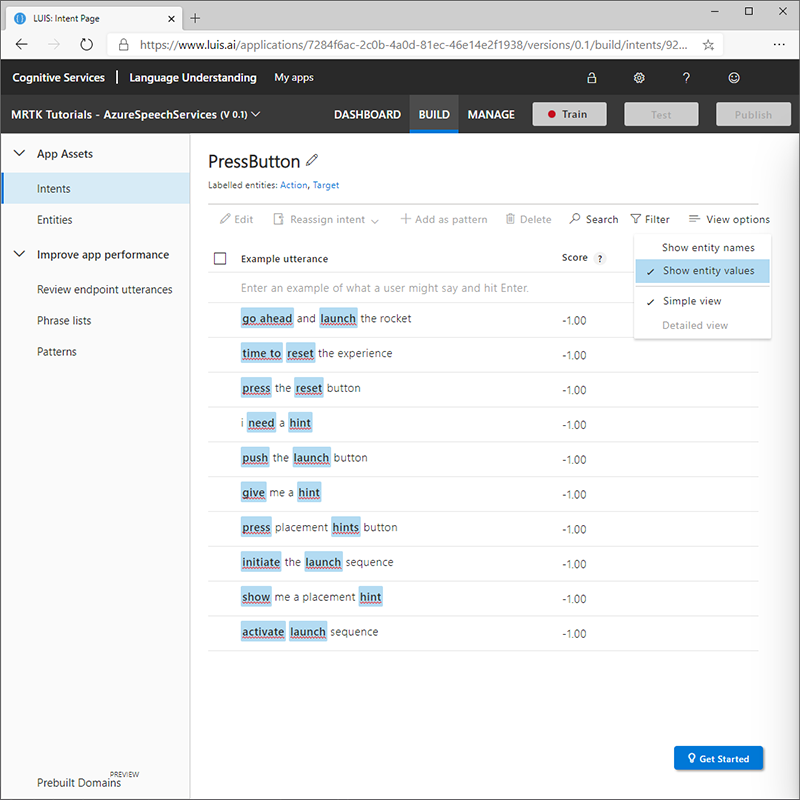 LUIS: Intent Page
https://www.luis.ai/applications/7284f6ac-2c0b-4a0d-81ec-46e14e2f1938/versions/0.1/build/intents/92...
Cognitive Services | Language Understanding My apps
MRTK Tutorials - AzureSpeechServices (V 0.1) DASHBOARD BUILD MANAGE Train Test Publish
App Assets
Intents
Entities
Improve app performance
Review endpoint utterances
Phrase lists
Patterns
Prebuilt Domains PREVIEW
PressButton
Labelled entities: Action, Target
Edit Reassign intent Add as pattern Delete Search Filter View options
Show entity names
Show entity values
Simple view
Detailed view
Example utterance Score ?
Enter an example of what a user might say and hit Enter.
go ahead and launch the rocket -1.00
time to reset the experience -1.00
press the reset button -1.00
i need a hint -1.00
push the launch button -1.00
give me a hint -1.00
press placement hints button -1.00
initiate the launch sequence -1.00
show me a placement hint -1.00
activate launch sequence -1.00
Get Started